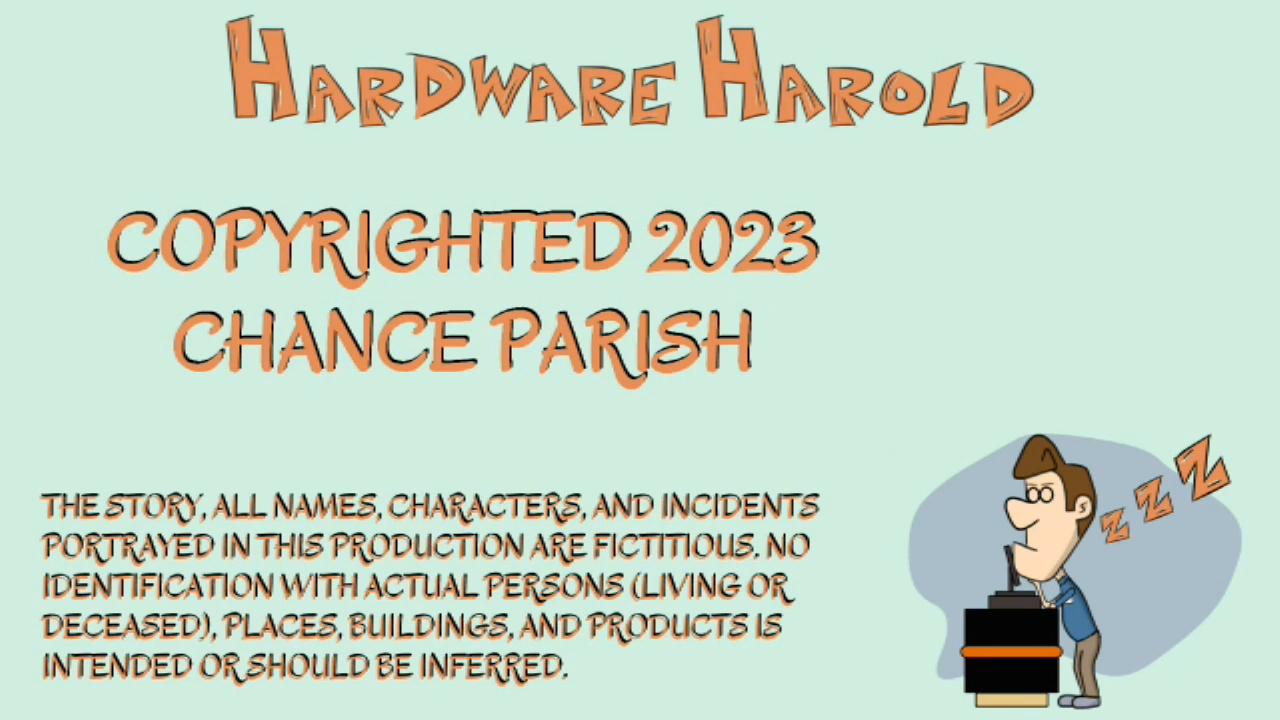 HARDWARE HAROLD
COPYRIGHTED 2023
CHANCE PARISH
THE STORY, ALL NAMES, CHARACTERS, AND INCIDENTS
PORTRAYED IN THIS PRODUCTION ARE FICTITIOUS. NO
IDENTIFICATION WITH ACTUAL PERSONS (LIVING OR
DECEASED), PLACES, BUILDINGS, AND PRODUCTS IS
INTENDED OR SHOULD BE INFERRED.
Z Z Z